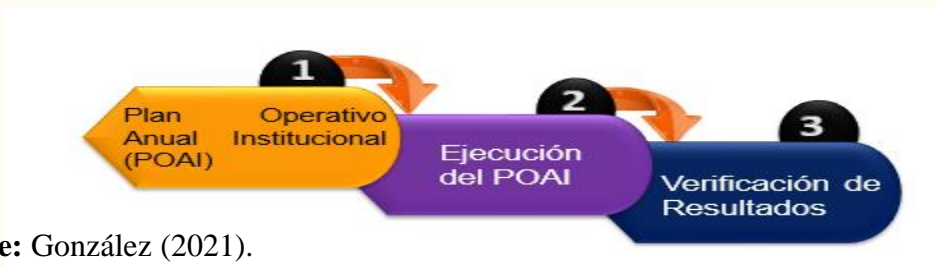 1
Plan Operativo
Anual Institucional
(POAI)
2
Ejecución
del POAI
3
Verificación de
Resultados
e: González (2021).